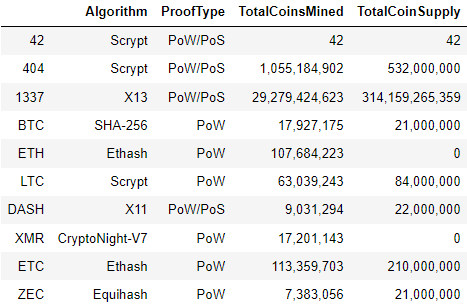 Algorithm ProofType TotalCoinsMined TotalCoinSupply
42 Scrypt PoW/PoS 42 42
404 Scrypt PoW/PoS 1,055,184,902 532,000,000
1337 X13 PoW/PoS 29,279,424,623 314,159,265,359
BTC SHA-256 PoW 17,927,175 21,000,000
ETH Ethash PoW 107,684,223 0
LTC Scrypt PoW 63,039,243 84,000,000
DASH X11 PoW/PoS 9,031,294 22,000,000
XMR CryptoNight-V7 PoW 17,201,143 0
ETC Ethash PoW 113,359,703 210,000,000
ZEC Equihash PoW 7,383,056 21,000,000